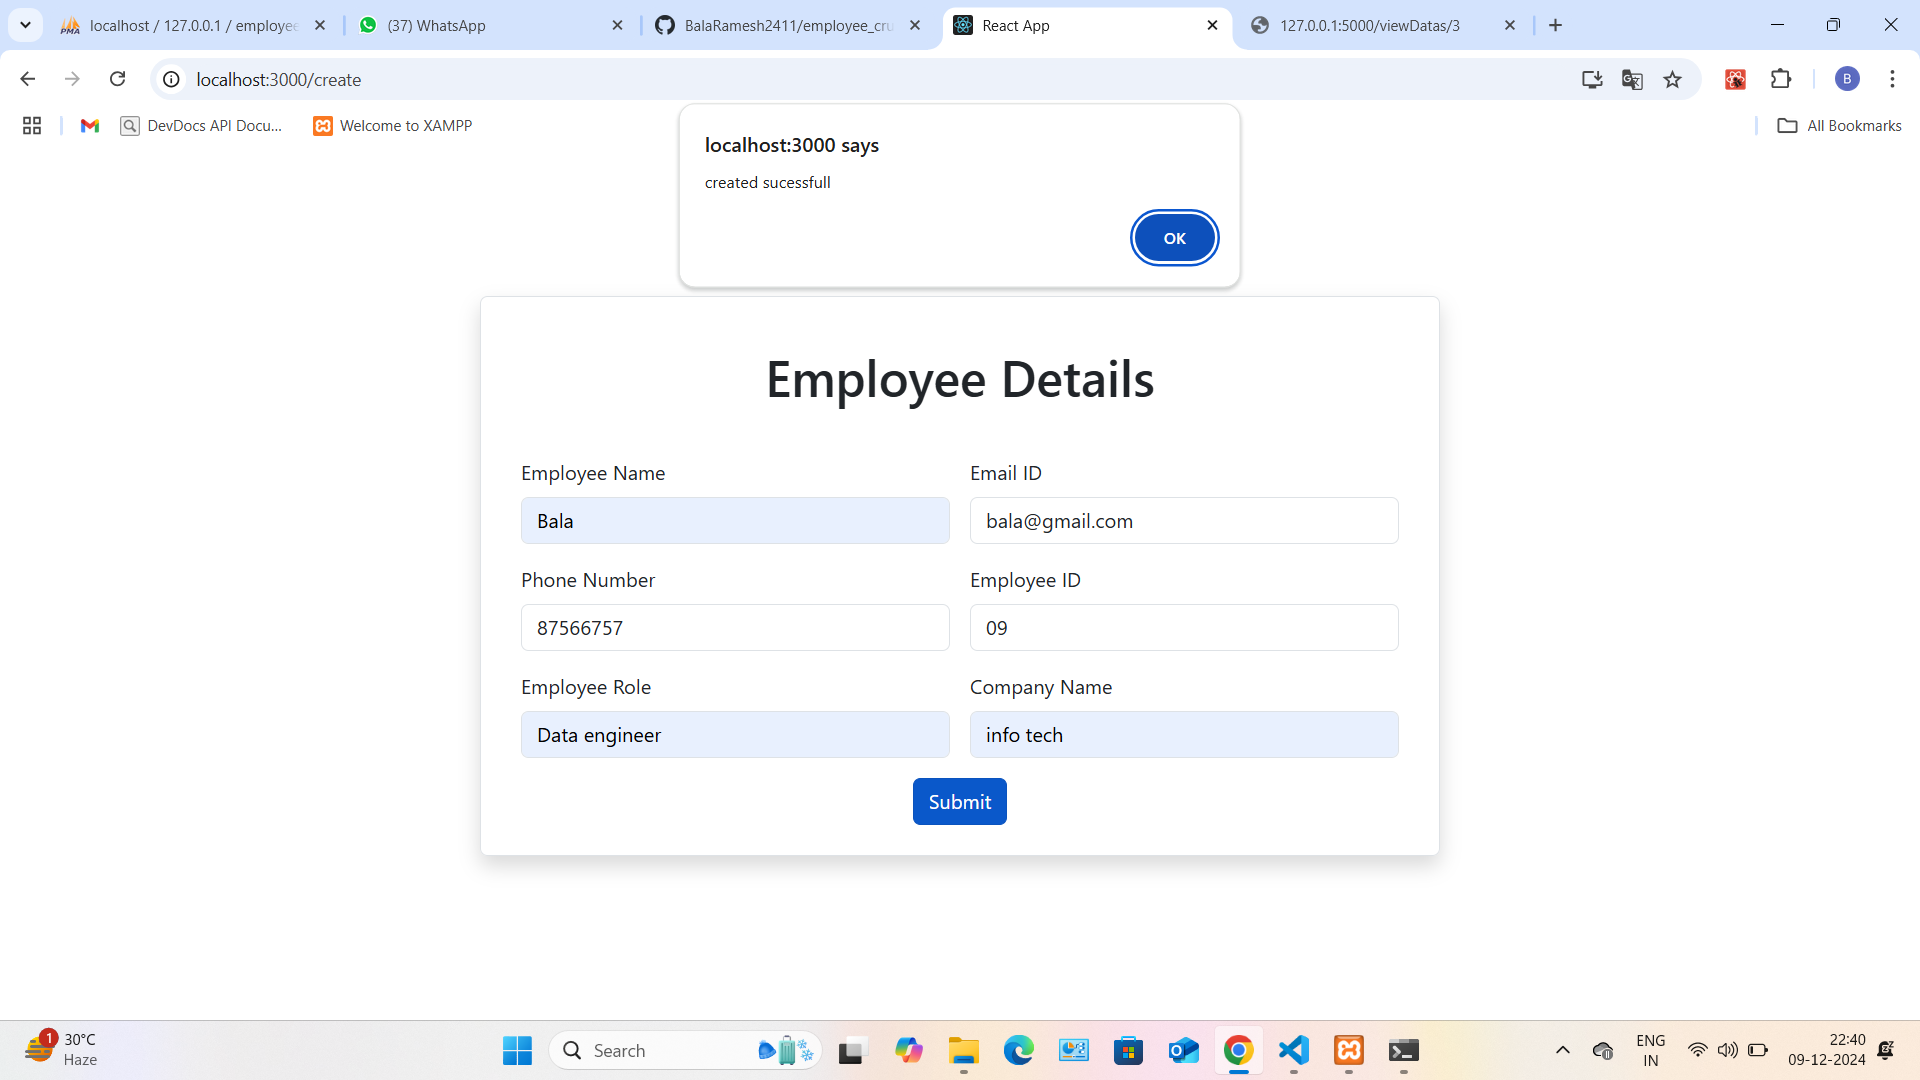 localhost / 127.0.0.1 / employee
(37) WhatsApp
BalaRamesh2411/employee_cru
React App
127.0.0.1:5000/viewDatas/3
localhost:3000/create
B
DevDocs API Docu...
Welcome to XAMPP
All Bookmarks
localhost:3000 says
created sucessfull
OK
Employee Details
Employee Name
Email ID
Bala
bala@gmail.com
Phone Number
Employee ID
87566757
09
Employee Role
Company Name
Data engineer
info tech
Submit
1
30°C
Haze
Search
ENG
IN
22:40
09-12-2024